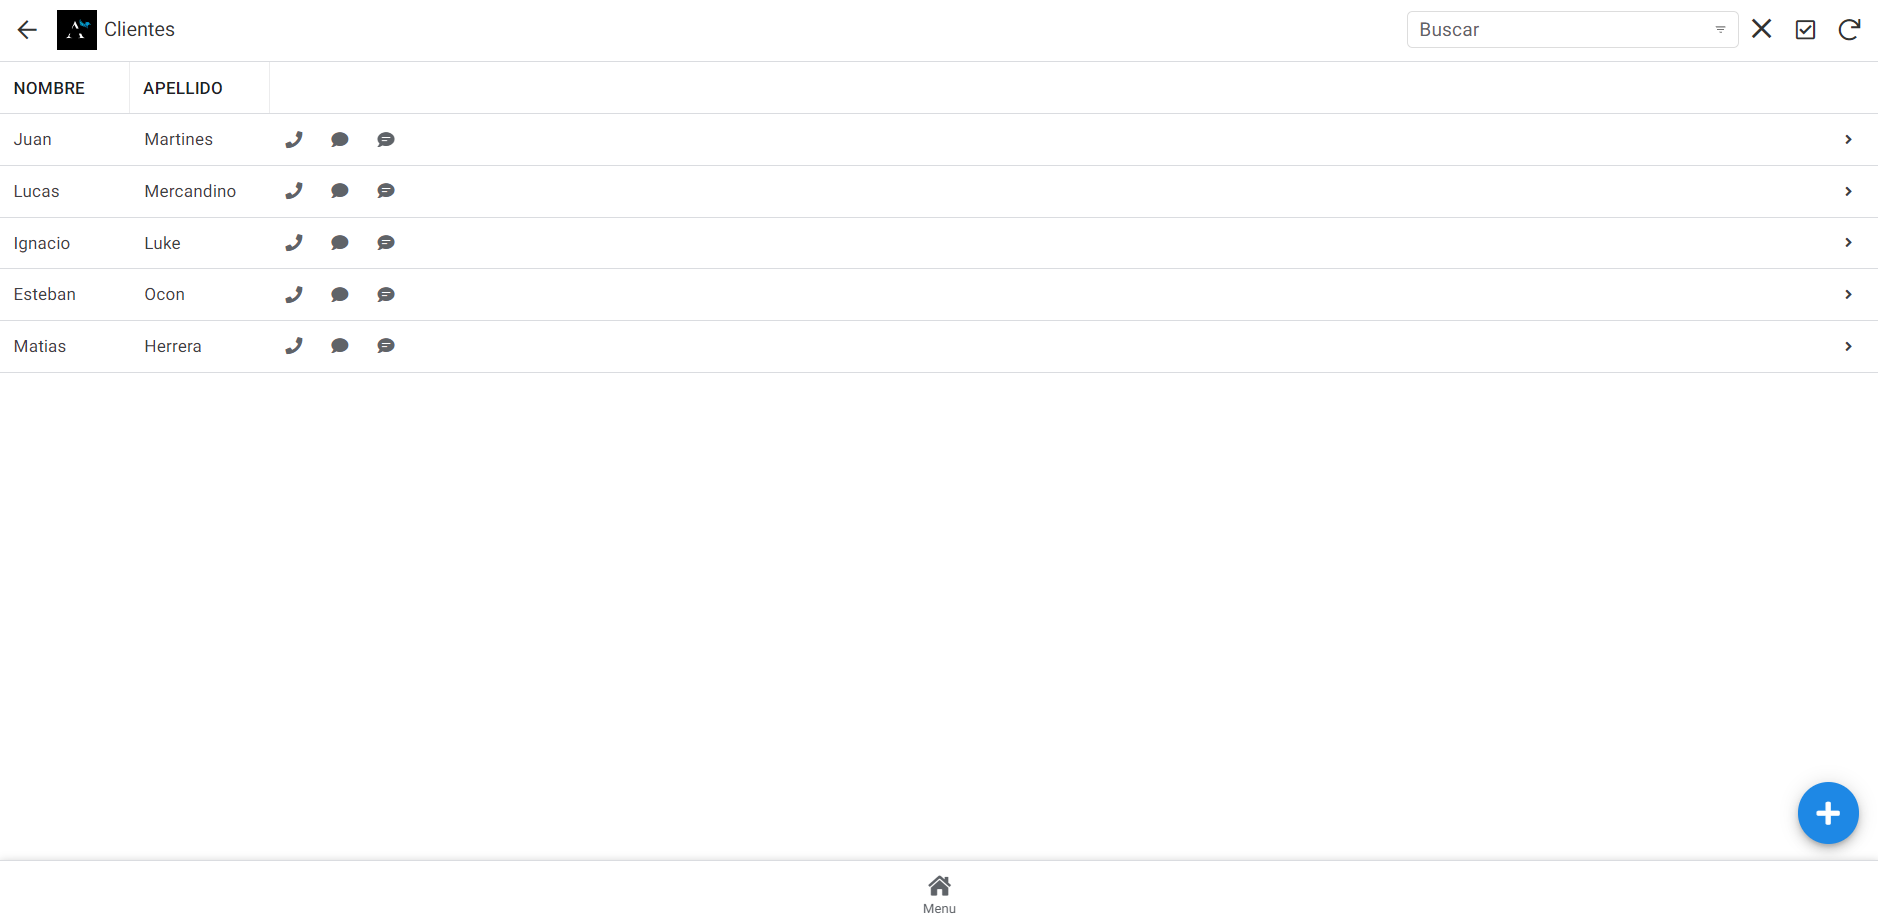 Clientes
Buscar
NOMBRE APELLIDO
Juan Martines
Lucas Mercandino
Ignacio Luke
Esteban Ocon
Matias Herrera
Menu